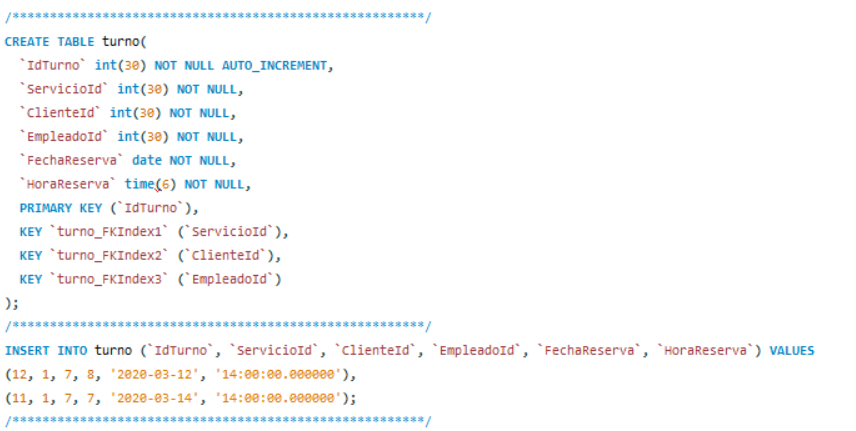 /*******************************************************/
CREATE TABLE turno(
`IdTurno` int(30) NOT NULL AUTO_INCREMENT,
`ServicioId` int(30) NOT NULL,
`ClienteId` int(30) NOT NULL,
`EmpleadoId` int(30) NOT NULL,
`FechaReserva` date NOT NULL,
`HoraReserva` time(6) NOT NULL,
PRIMARY KEY (`IdTurno`),
KEY `turno_FKIndex1` (`ServicioId`),
KEY `turno_FKIndex2` (`ClienteId`),
KEY `turno_FKIndex3` (`EmpleadoId`)
);
/*******************************************************/
INSERT INTO turno (`IdTurno`, `ServicioId`, `ClienteId`, `EmpleadoId`, `FechaReserva`, `HoraReserva`) VALUES
(12, 1, 7, 8, '2020-03-12', '14:00:00.000000'),
(11, 1, 7, 7, '2020-03-14', '14:00:00.000000');
/*******************************************************/